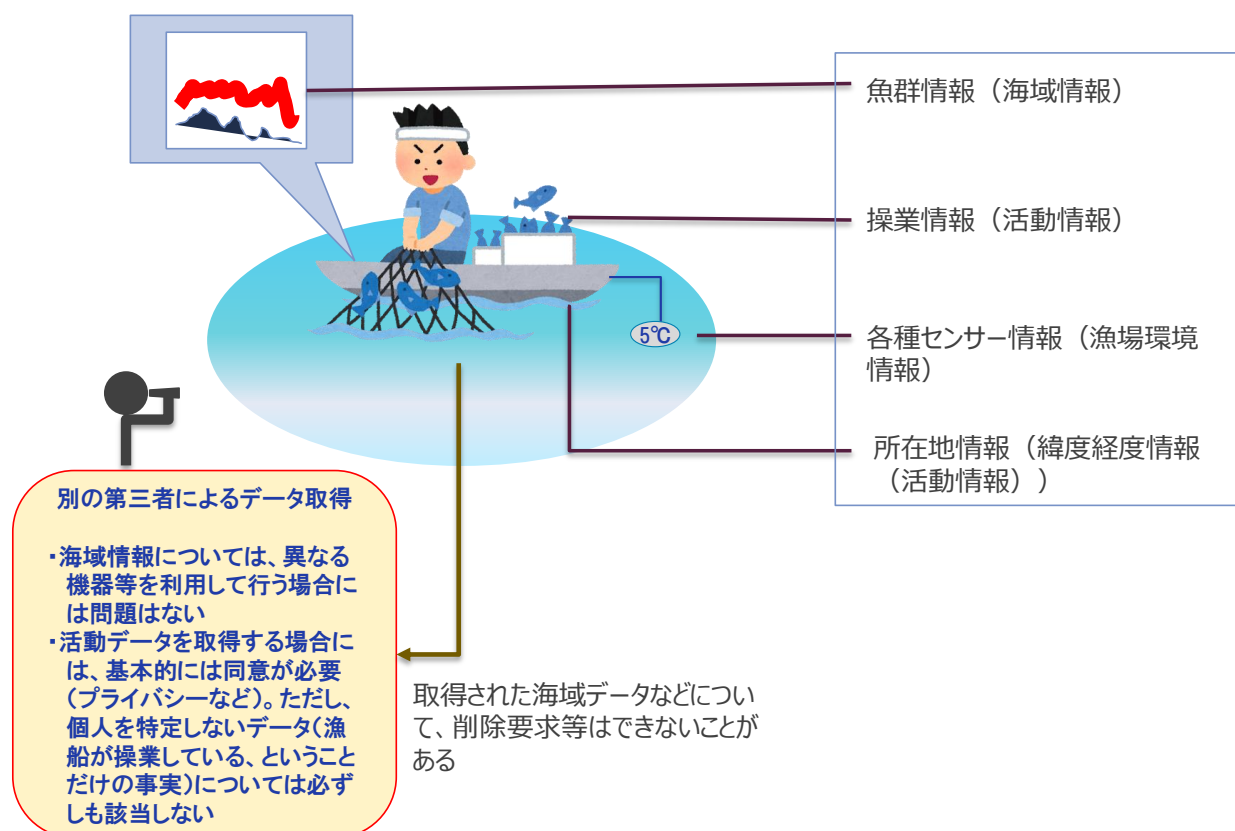 魚群情報（海域情報）
操業情報（活動情報）
5℃
各種センサー情報（漁場環境
情報）
所在地情報（緯度経度情報
（活動情報））
別の第三者によるデータ取得
・海域情報については、異なる
機器等を利用して行う場合に
は問題はない
・活動データを取得する場合に
は、基本的には同意が必要
（プライバシーなど）。ただし、
個人を特定しないデータ（漁
船が操業している、ということ
だけの事実）については必ず
しも該当しない
取得された海域データなどについ
て、削除要求等はできないことが
ある